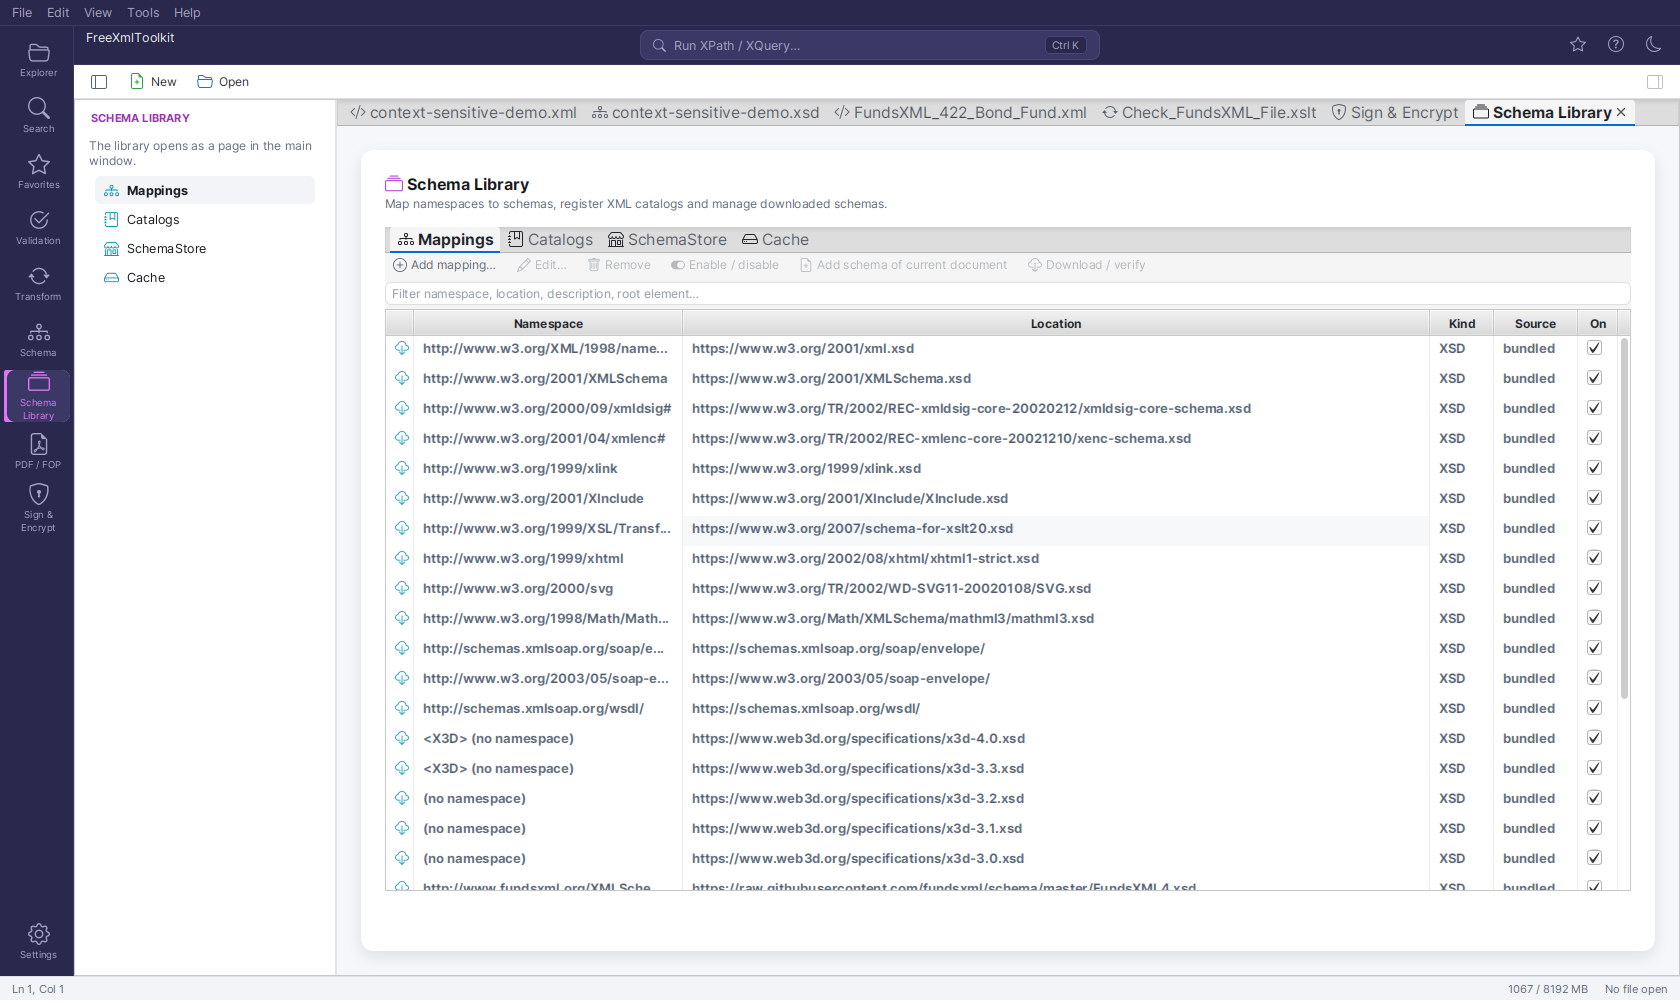 File Edit View Tools Help
FreeXmlToolkit
Run XPath / XQuery...
Ctrl K
New
Open
Explorer
Search
Favorites
Validation
Transform
Schema
Schema
Library
PDF / FOP
Sign &
Encrypt
Settings
SCHEMA LIBRARY
The library opens as a page in the main
window.
Mappings
Catalogs
SchemaStore
Cache
context-sensitive-demo.xml context-sensitive-demo.xsd FundsXML_422_Bond_Fund.xml Check_FundsXML_File.xslt Sign & Encrypt Schema Library
Schema Library
Map namespaces to schemas, register XML catalogs and manage downloaded schemas.
Mappings Catalogs SchemaStore Cache
Add mapping... Edit... Remove Enable / disable Add schema of current document Download / verify
Filter namespace, location, description, root element...
Namespace Location Kind Source On
http://www.w3.org/XML/1998/name... https://www.w3.org/2001/xml.xsd XSD bundled
http://www.w3.org/2001/XMLSchema https://www.w3.org/2001/XMLSchema.xsd XSD bundled
http://www.w3.org/2000/09/xmldsig# https://www.w3.org/TR/2002/REC-xmldsig-core-20020212/xmldsig-core-schema.xsd XSD bundled
http://www.w3.org/2001/04/xmlenc# https://www.w3.org/TR/2002/REC-xmlenc-core-20021210/xenc-schema.xsd XSD bundled
http://www.w3.org/1999/xlink https://www.w3.org/1999/xlink.xsd XSD bundled
http://www.w3.org/2001/XInclude https://www.w3.org/2001/XInclude/XInclude.xsd XSD bundled
http://www.w3.org/1999/XSL/Transf... https://www.w3.org/2007/schema-for-xslt20.xsd XSD bundled
http://www.w3.org/1999/xhtml https://www.w3.org/2002/08/xhtml/xhtml1-strict.xsd XSD bundled
http://www.w3.org/2000/svg https://www.w3.org/TR/2002/WD-SVG11-20020108/SVG.xsd XSD bundled
http://www.w3.org/1998/Math/Math... https://www.w3.org/Math/XMLSchema/mathml3/mathml3.xsd XSD bundled
http://schemas.xmlsoap.org/soap/e... https://schemas.xmlsoap.org/soap/envelope/ XSD bundled
http://www.w3.org/2003/05/soap-e... https://www.w3.org/2003/05/soap-envelope/ XSD bundled
http://schemas.xmlsoap.org/wsdl/ https://schemas.xmlsoap.org/wsdl/ XSD bundled
<X3D> (no namespace) https://www.web3d.org/specifications/x3d-4.0.xsd XSD bundled
<X3D> (no namespace) https://www.web3d.org/specifications/x3d-3.3.xsd XSD bundled
(no namespace) https://www.web3d.org/specifications/x3d-3.2.xsd XSD bundled
(no namespace) https://www.web3d.org/specifications/x3d-3.1.xsd XSD bundled
(no namespace) https://www.web3d.org/specifications/x3d-3.0.xsd XSD bundled
http://www.fundsxml.org/XMLSche... https://raw.githubusercontent.com/fundsxml/schema/master/FundsXML4.xsd XSD bundled
Ln 1, Col 1
1067 / 8192 MB No file open